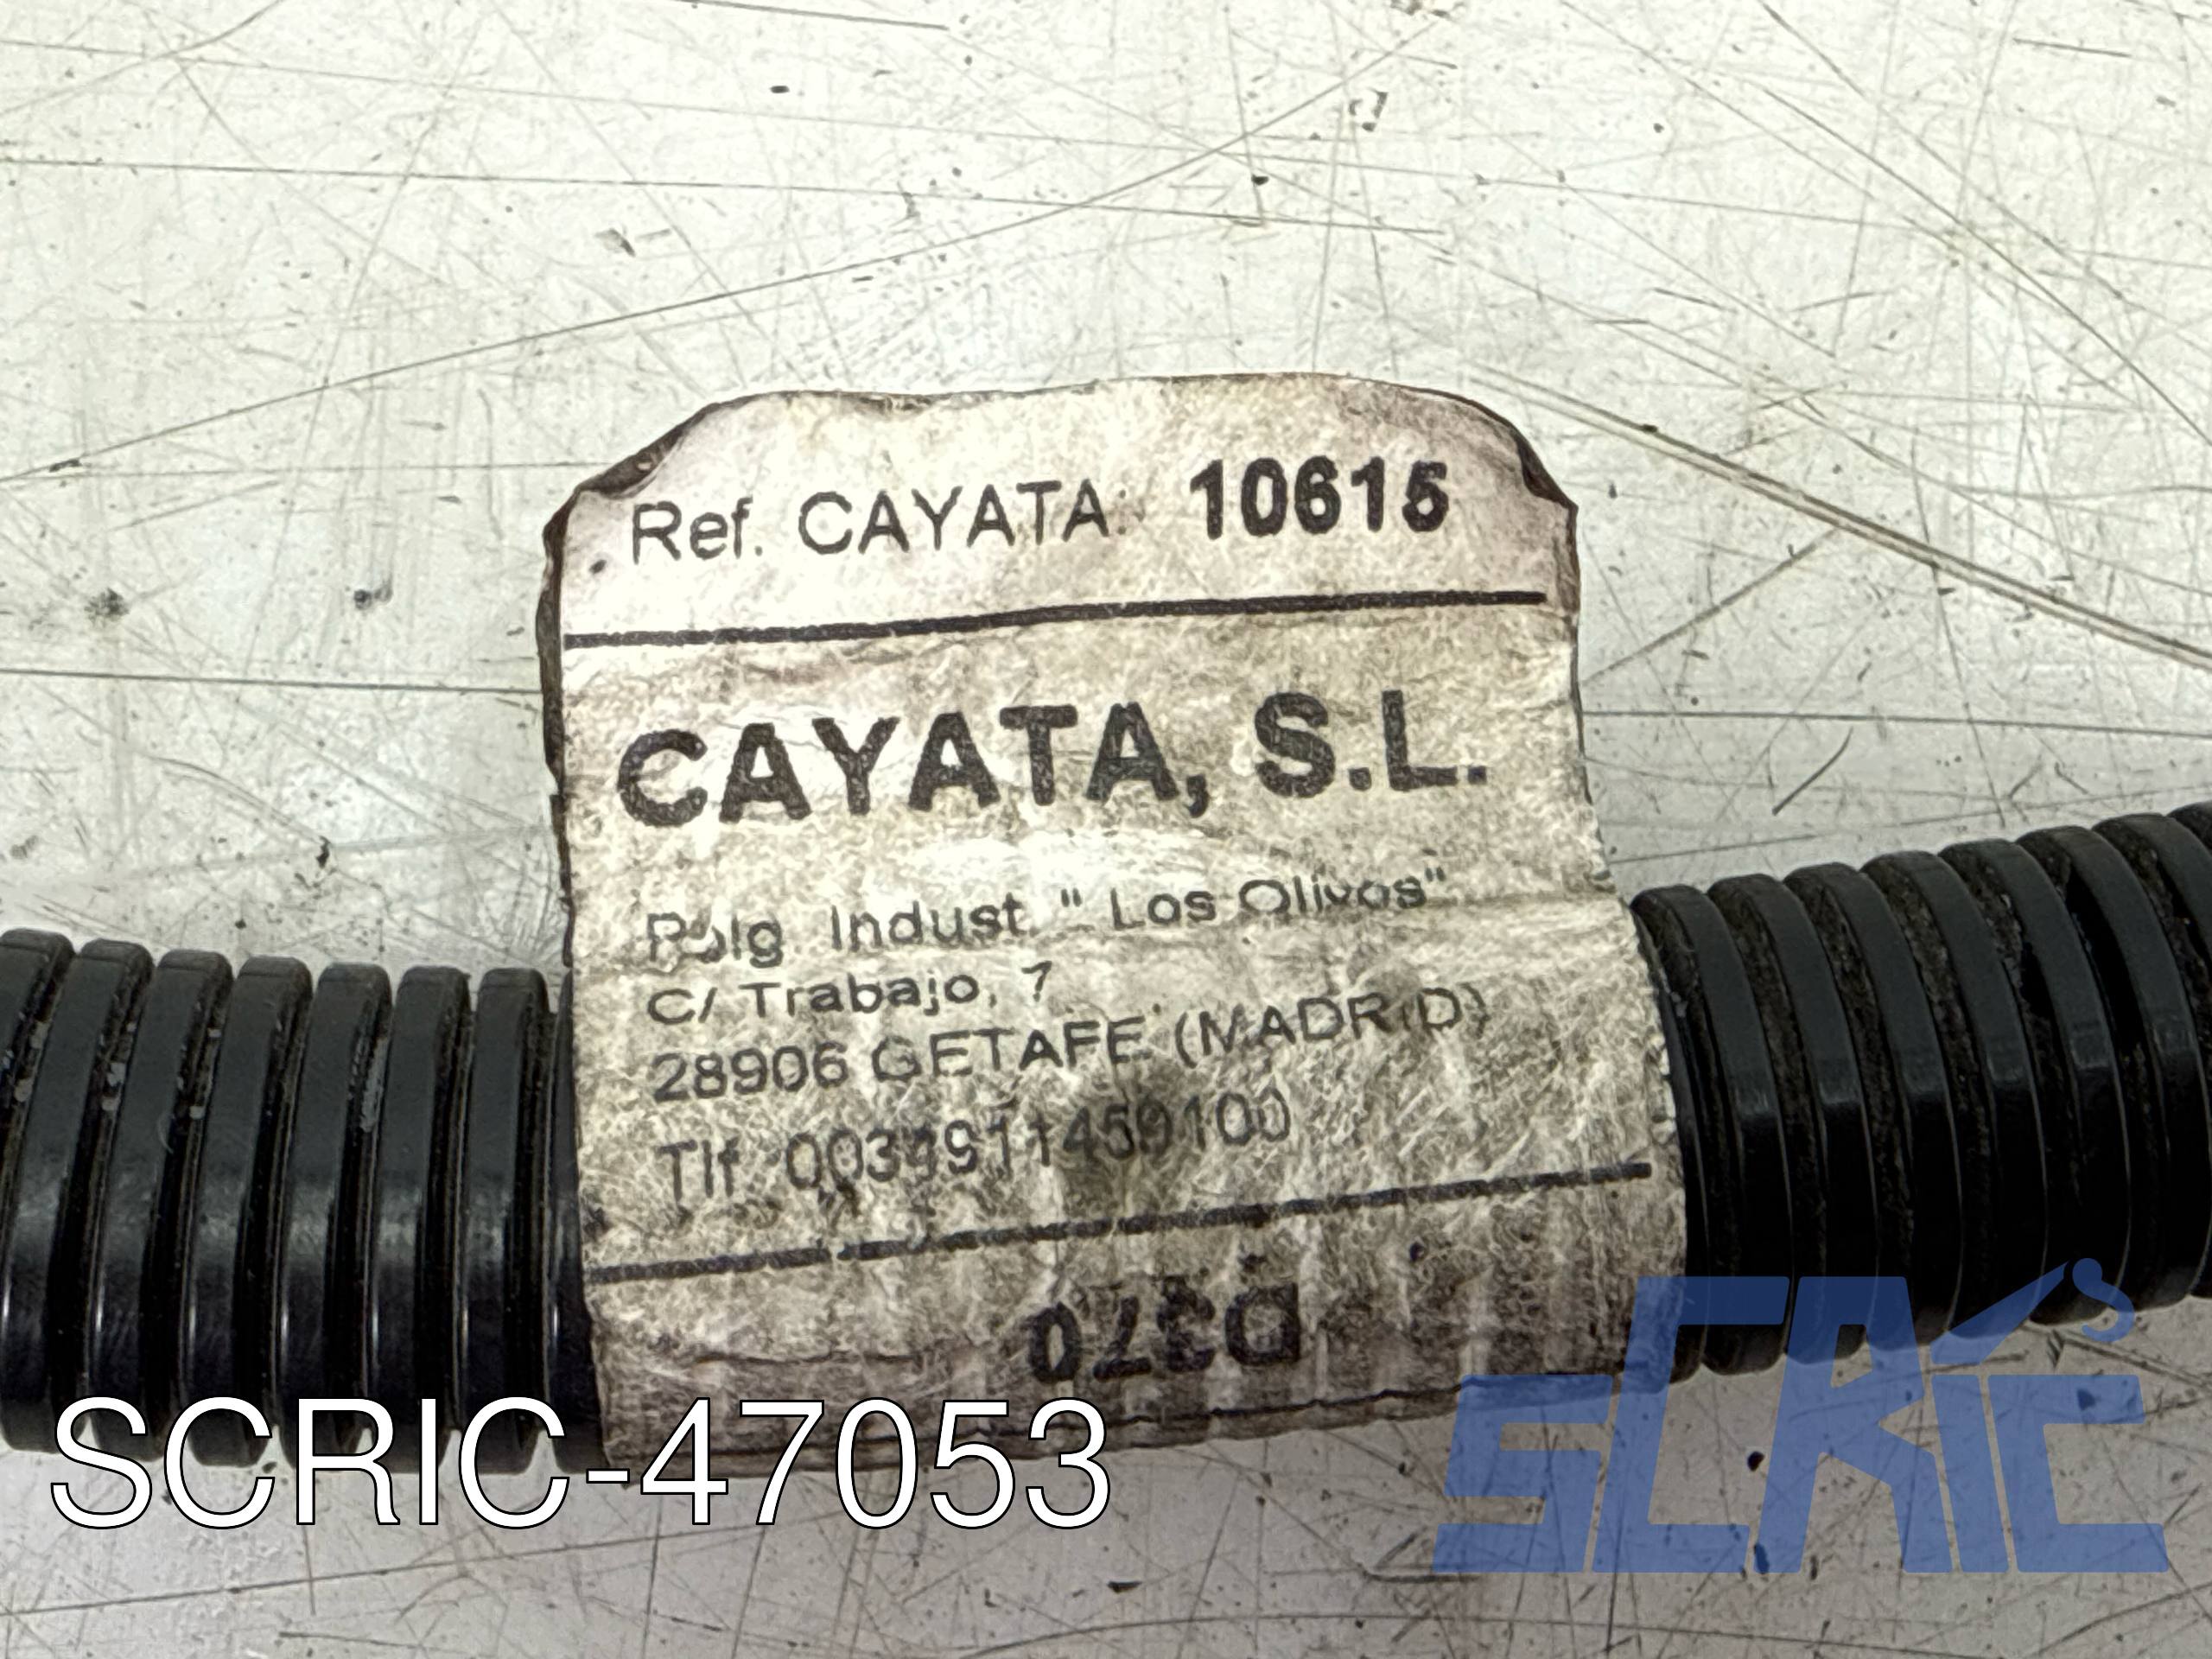 Ref. CAYATA: 10615
CAYATA, S.L.
Polg. Indust. " Los Olivos"
C/ Trabajo, 7
28906 GETAFE (MADRID)
Tlf. 0034911459100
D370
SCRIC-47053
SCRIC